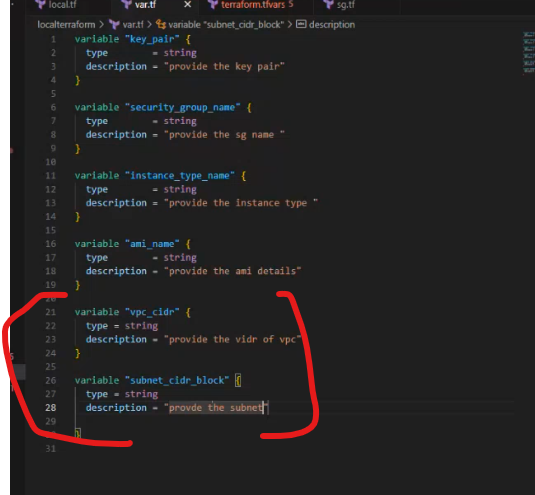 local.tf var.tf × terraform.tfvars 5 sg.tf
localterraform > var.tf > variable "subnet_cidr_block" > description
1 variable "key_pair" {
2 type = string
3 description = "provide the key pair"
4 }
5
6 variable "security_group_name" {
7 type = string
8 description = "provide the sg name "
9 }
10
11 variable "instance_type_name" {
12 type = string
13 description = "provide the instance type "
14 }
15
16 variable "ami_name" {
17 type = string
18 description = "provide the ami details"
19 }
20
21 variable "vpc_cidr" {
22 type = string
23 description = "provide the vidr of vpc"
24 }
25
26 variable "subnet_cidr_block" {
27 type = string
28 description = "provde the subnet"
29
}
31